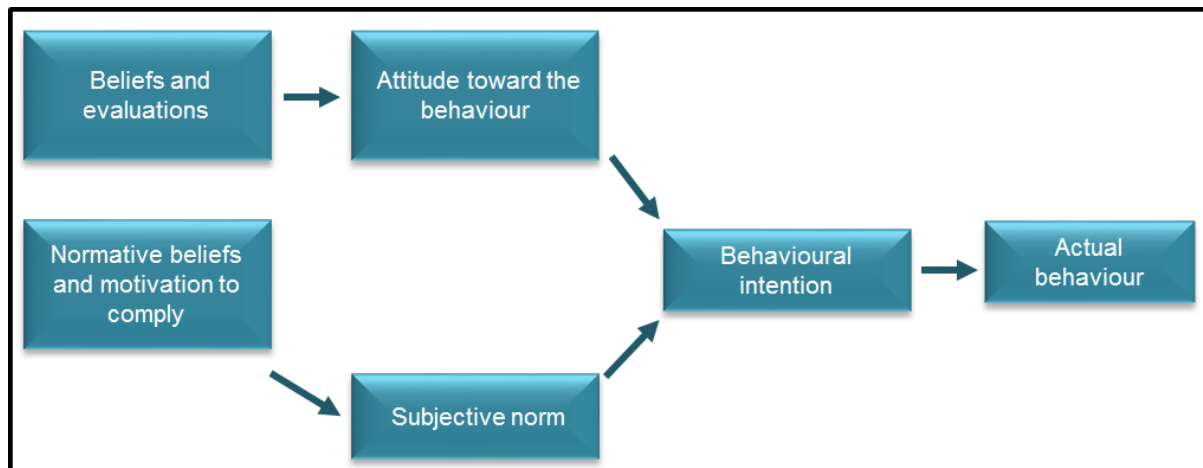 Beliefs and
evaluations
Attitude toward the
behaviour
Normative beliefs
and motivation to
comply
Subjective norm
Behavioural
intention
Actual
behaviour